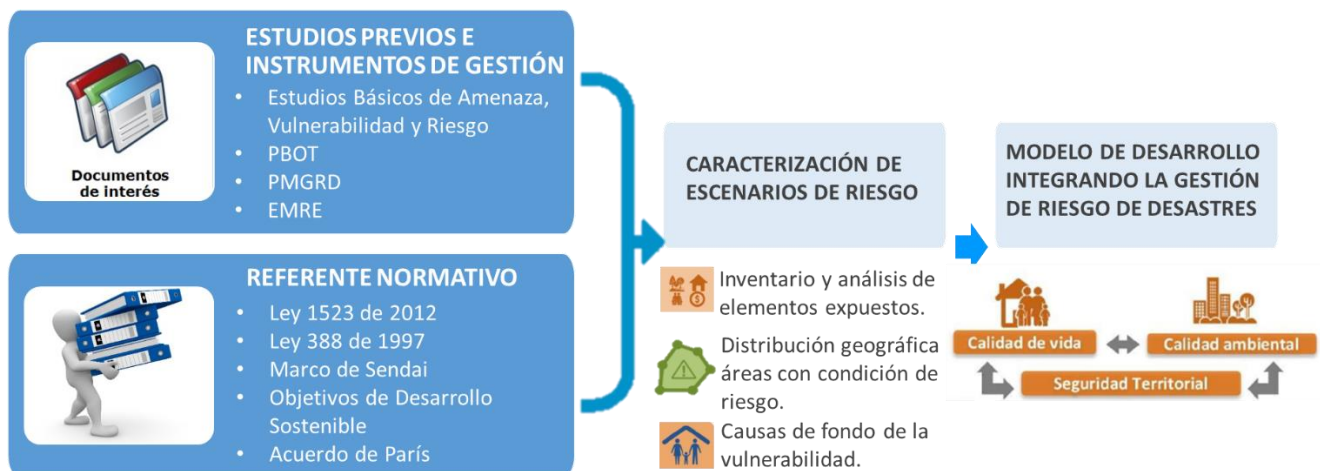 ESTUDIOS PREVIOS E
INSTRUMENTOS DE GESTIÓN
• Estudios Básicos de Amenaza,
Vulnerabilidad y Riesgo
• PBOT
• PMGRD
• EMRE
Documentos
de interés
REFERENTE NORMATIVO
• Ley 1523 de 2012
• Ley 388 de 1997
• Marco de Sendai
• Objetivos de Desarrollo
Sostenible
• Acuerdo de París
CARACTERIZACIÓN DE
ESCENARIOS DE RIESGO
Inventario y análisis de
elementos expuestos.
Distribución geográfica
áreas con condición de
riesgo.
Causas de fondo de la
vulnerabilidad.
MODELO DE DESARROLLO
INTEGRANDO LA GESTIÓN
DE RIESGO DE DESASTRES
Calidad de vida
Calidad ambiental
Seguridad Territorial